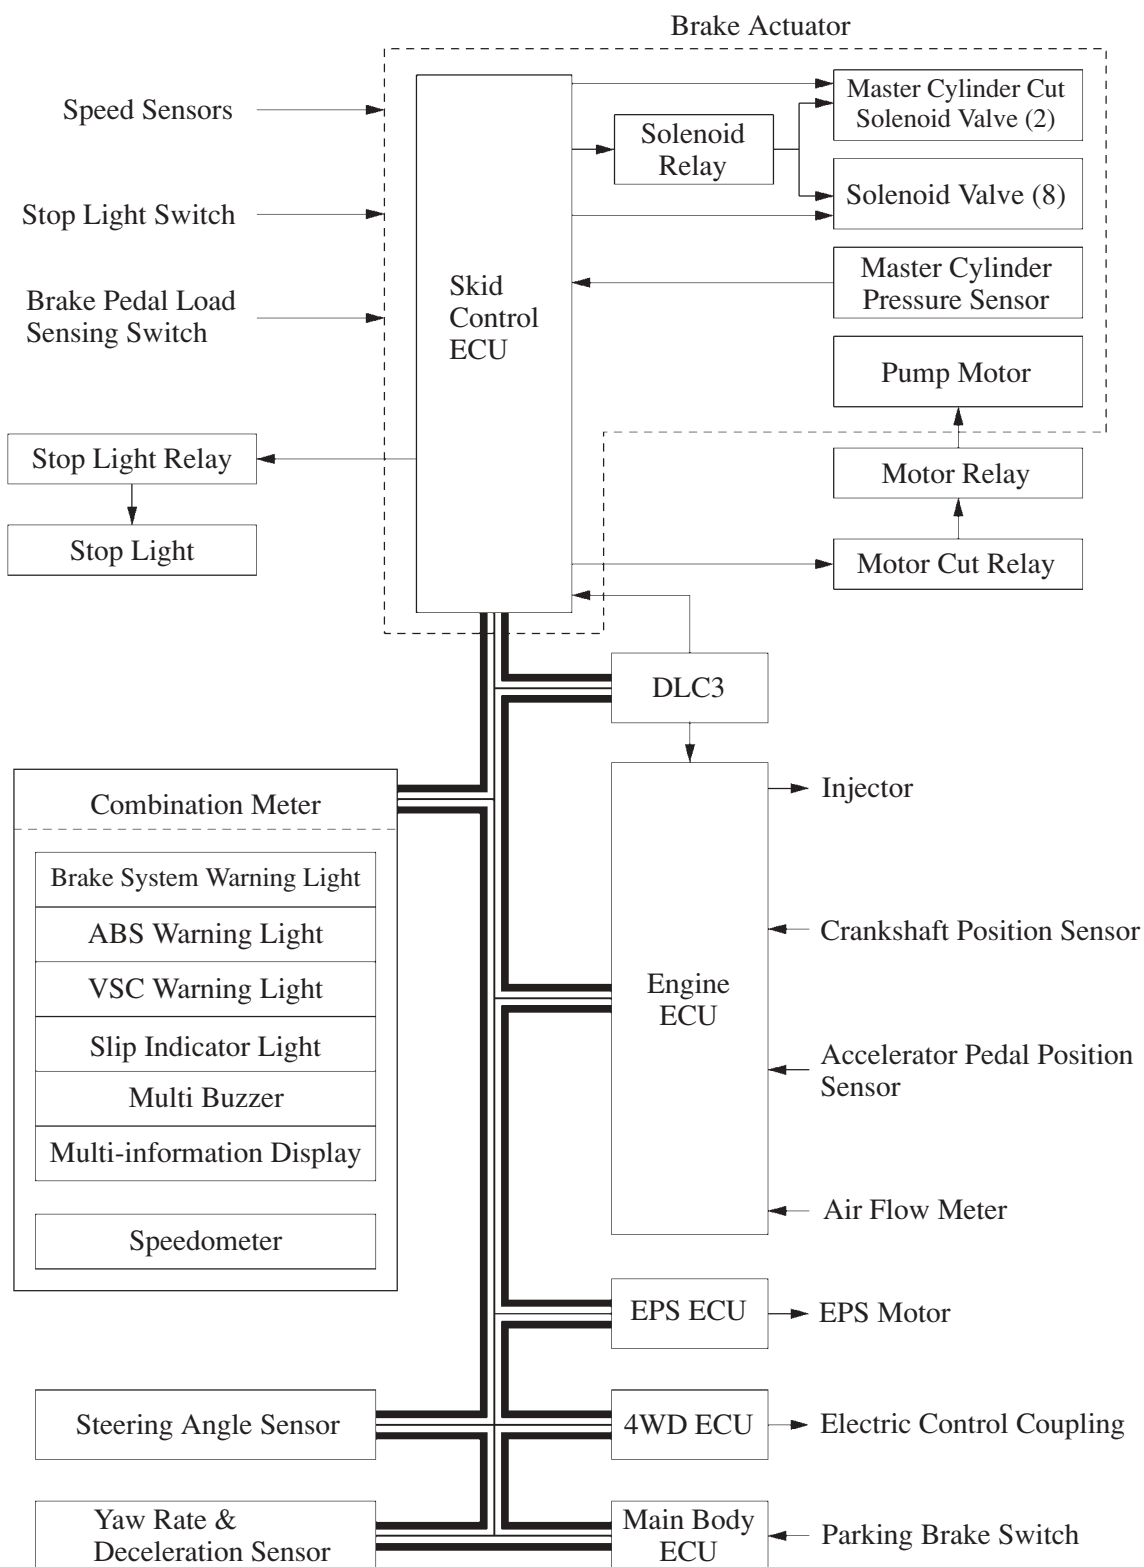 Brake Actuator
Speed Sensors
Stop Light Switch
Brake Pedal Load
Sensing Switch
Skid
Control
ECU
Solenoid
Relay
Master Cylinder Cut
Solenoid Valve (2)
Solenoid Valve (8)
Master Cylinder
Pressure Sensor
Pump Motor
Motor Relay
Motor Cut Relay
Stop Light Relay
Stop Light
DLC3
Combination Meter
Brake System Warning Light
ABS Warning Light
VSC Warning Light
Slip Indicator Light
Multi Buzzer
Multi-information Display
Speedometer
Engine
ECU
Injector
Crankshaft Position Sensor
Accelerator Pedal Position
Sensor
Air Flow Meter
EPS ECU
EPS Motor
Steering Angle Sensor
4WD ECU
Electric Control Coupling
Yaw Rate &
Deceleration Sensor
Main Body
ECU
Parking Brake Switch